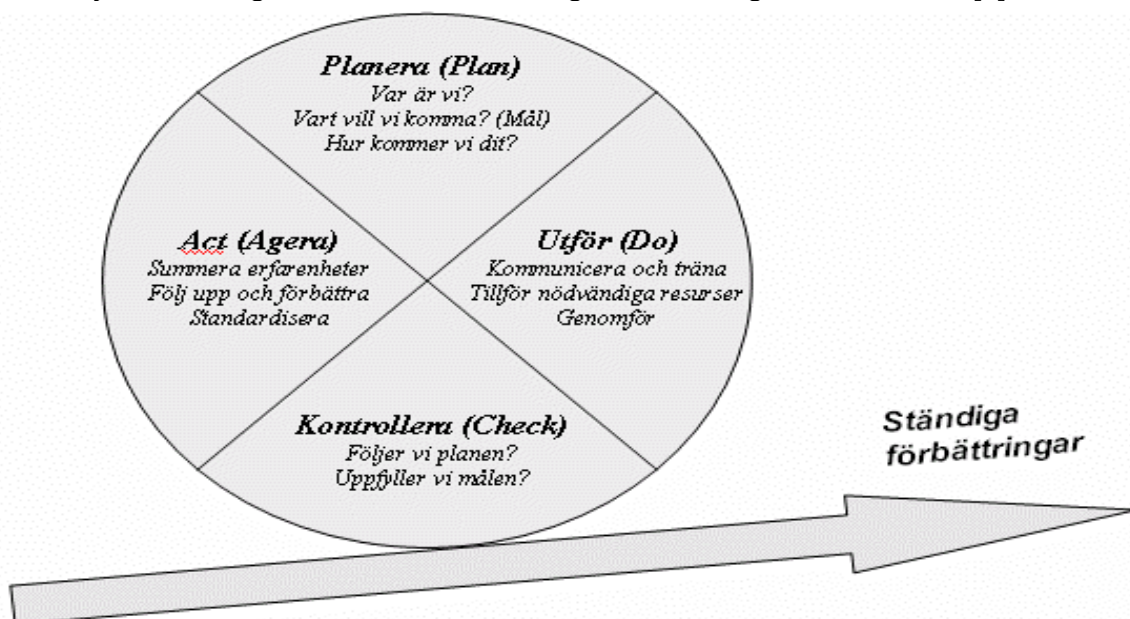 Planera (Plan)
Var är vi?
Vart vill vi komma? (Mål)
Hur kommer vi dit?
Act (Agera)
Summera erfarenheter
Följ upp och förbättra
Standardisera
Utför (Do)
Kommunicera och träna
Tillför nödvändiga resurser
Genomför
Kontrollera (Check)
Följer vi planen?
Uppfyller vi målen?
Ständiga
förbättringar